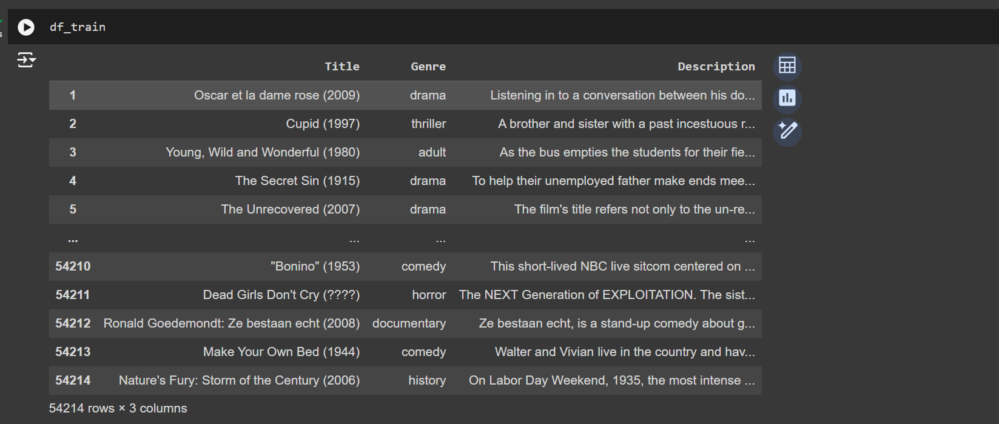 df_train
Title Genre Description
1 Oscar et la dame rose (2009) drama Listening in to a conversation between his do...
2 Cupid (1997) thriller A brother and sister with a past incestuous r...
3 Young, Wild and Wonderful (1980) adult As the bus empties the students for their fie...
4 The Secret Sin (1915) drama To help their unemployed father make ends mee...
5 The Unrecovered (2007) drama The film's title refers not only to the un-re...
... ... ... ...
54210 "Bonino" (1953) comedy This short-lived NBC live sitcom centered on ...
54211 Dead Girls Don't Cry (????) horror The NEXT Generation of EXPLOITATION. The sist...
54212 Ronald Goedemondt: Ze bestaan echt (2008) documentary Ze bestaan echt, is a stand-up comedy about g...
54213 Make Your Own Bed (1944) comedy Walter and Vivian live in the country and hav...
54214 Nature's Fury: Storm of the Century (2006) history On Labor Day Weekend, 1935, the most intense ...
54214 rows × 3 columns